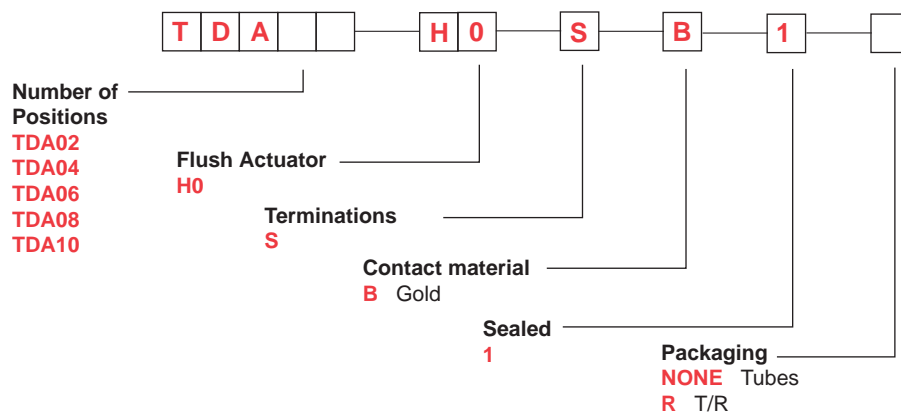 T D A H 0 S B 1
Number of
Positions
TDA02
TDA04
TDA06
TDA08
TDA10
Flush Actuator
H0
Terminations
S
Contact material
B Gold
Sealed
1
Packaging
NONE Tubes
R T/R